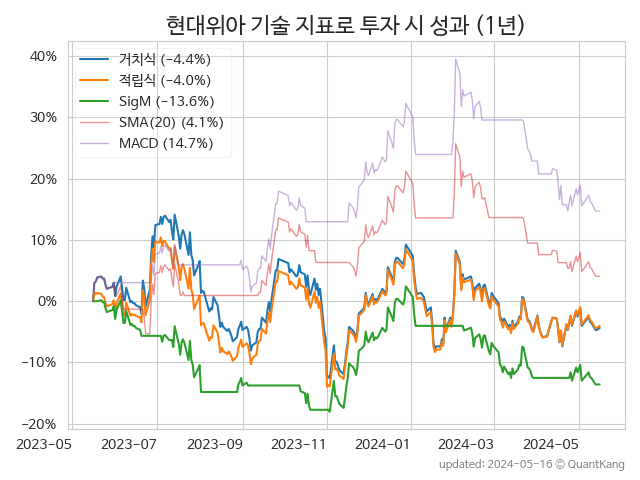 현대위아 기술 지표로 투자 시 성과 (1년)
40%
30%
20%
10%
0%
−10%
−20%
거치식 (−4.4%)
적립식 (−4.0%)
SigM (−13.6%)
SMA(20) (4.1%)
MACD (14.7%)
2023-05 2023-07 2023-09 2023-11 2024-01 2024-03 2024-05
updated: 2024-05-16 © QuantKang